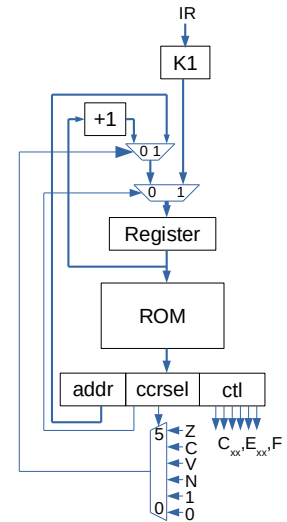 IR
K1
+1
0 1
0 1
Register
ROM
addr ccrsel ctl
5 Z
C
V
N
1
0 0
Cxx,Exx,F